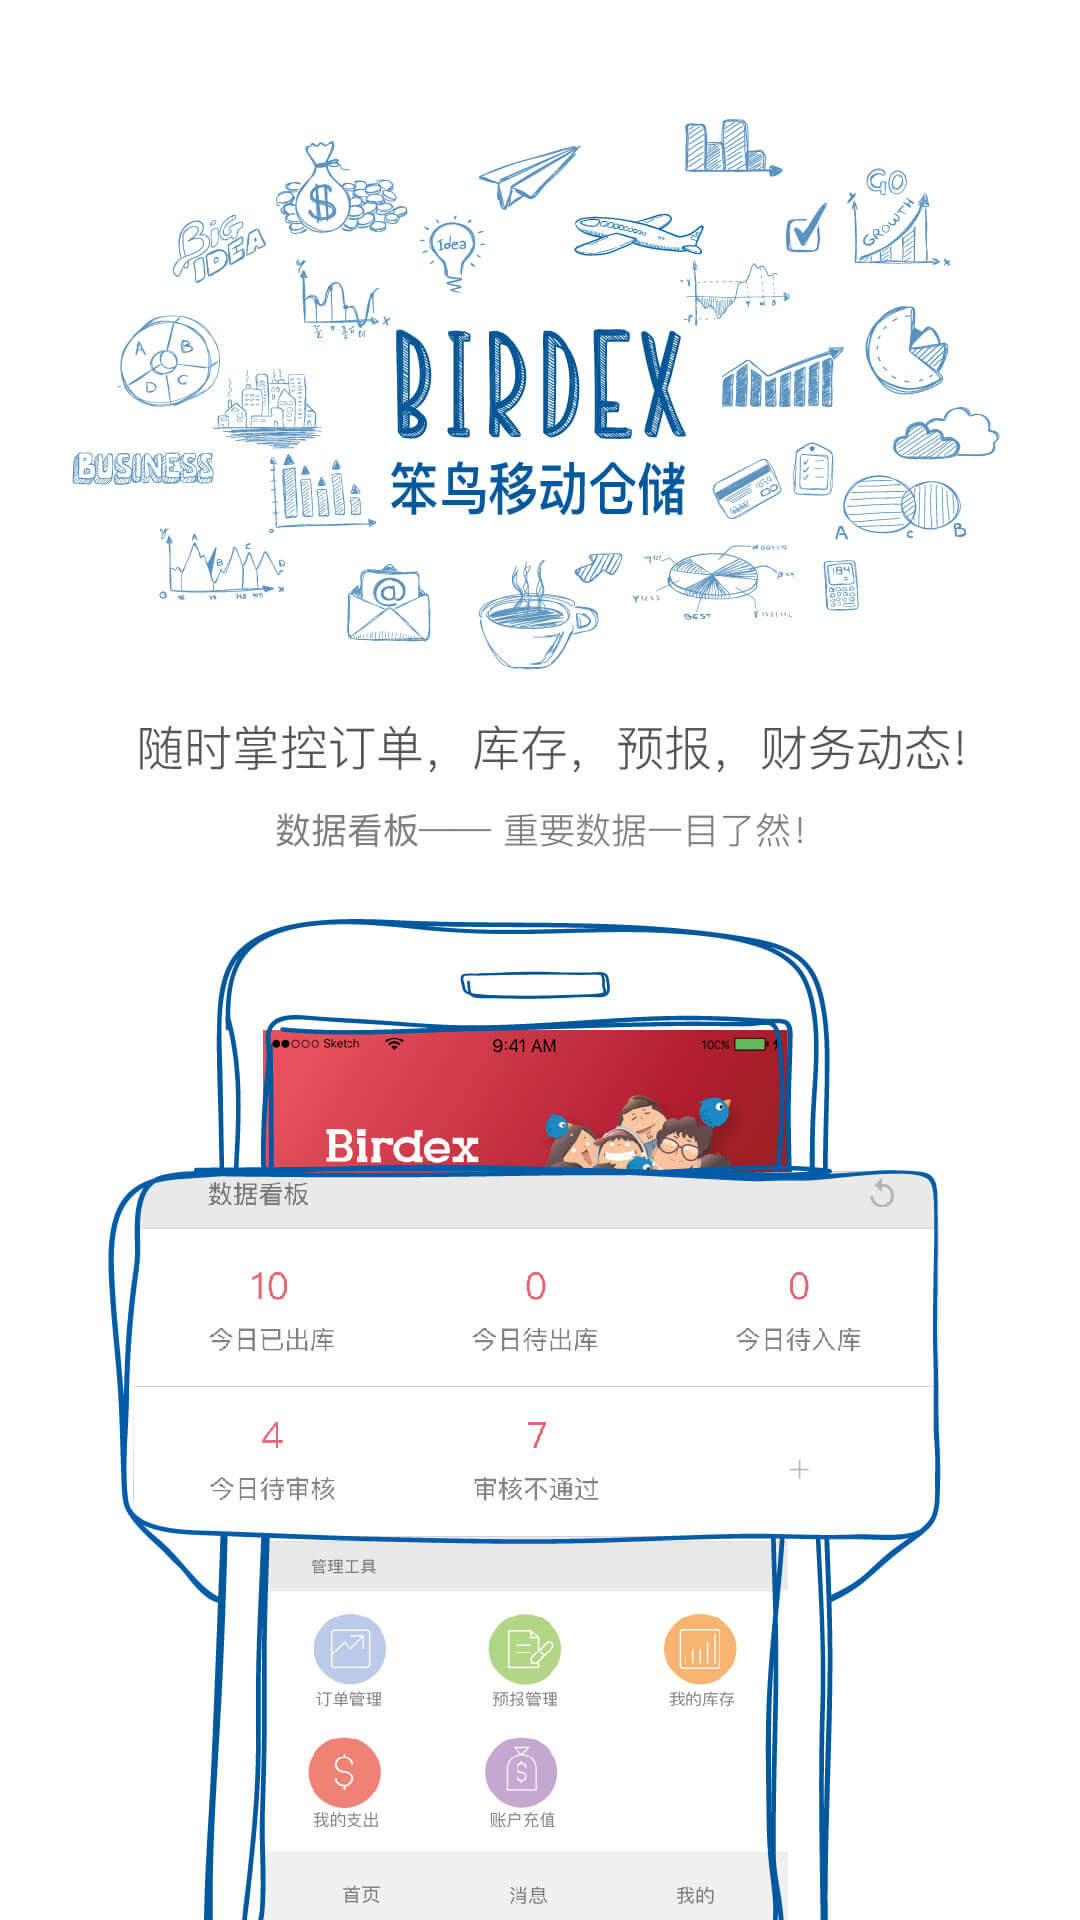 GO
GROWTH
Y
X
BIG
IDEA
$
Idea
Y
X
A
B
D
C
BIRDEX
笨鸟移动仓储
BUSINESS
A
C
B
Y
A
B
C
D
O
X
@
184
BEST
随时掌控订单，库存，预报，财务动态!
数据看板—— 重要数据一目了然!
Sketch 9:41 AM 100%
Birdex
数据看板
10 0 0
今日已出库 今日待出库 今日待入库
4 7 +
今日待审核 审核不通过
管理工具
订单管理 预报管理 我的库存
$ $
我的支出 账户充值
首页 消息 我的